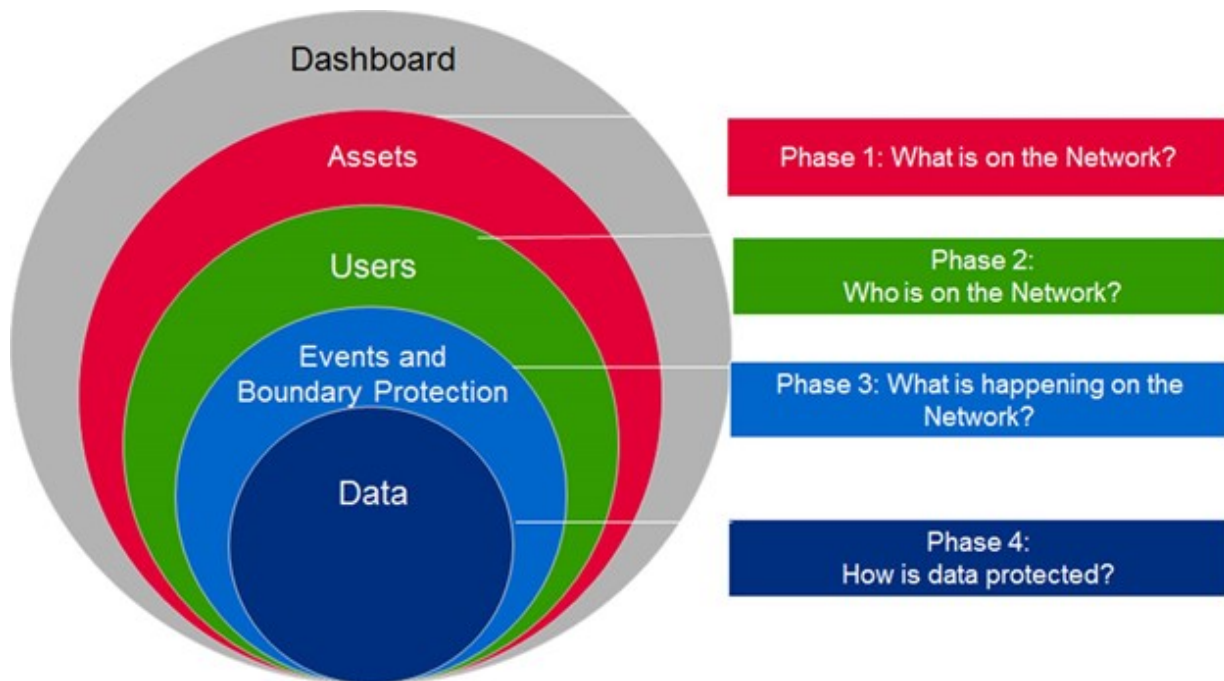 Dashboard
Assets
Users
Events and
Boundary Protection
Data
Phase 1: What is on the Network?
Phase 2:
Who is on the Network?
Phase 3: What is happening on the
Network?
Phase 4:
How is data protected?